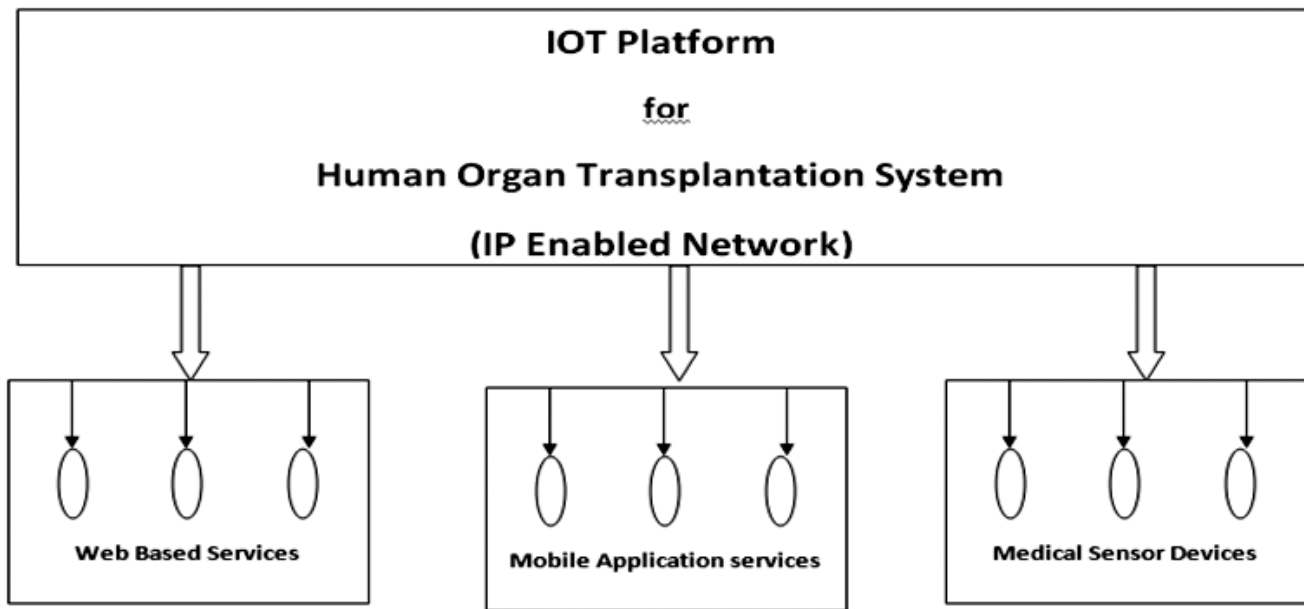 IOT Platform
for
Human Organ Transplantation System
(IP Enabled Network)
Web Based Services
Mobile Application services
Medical Sensor Devices